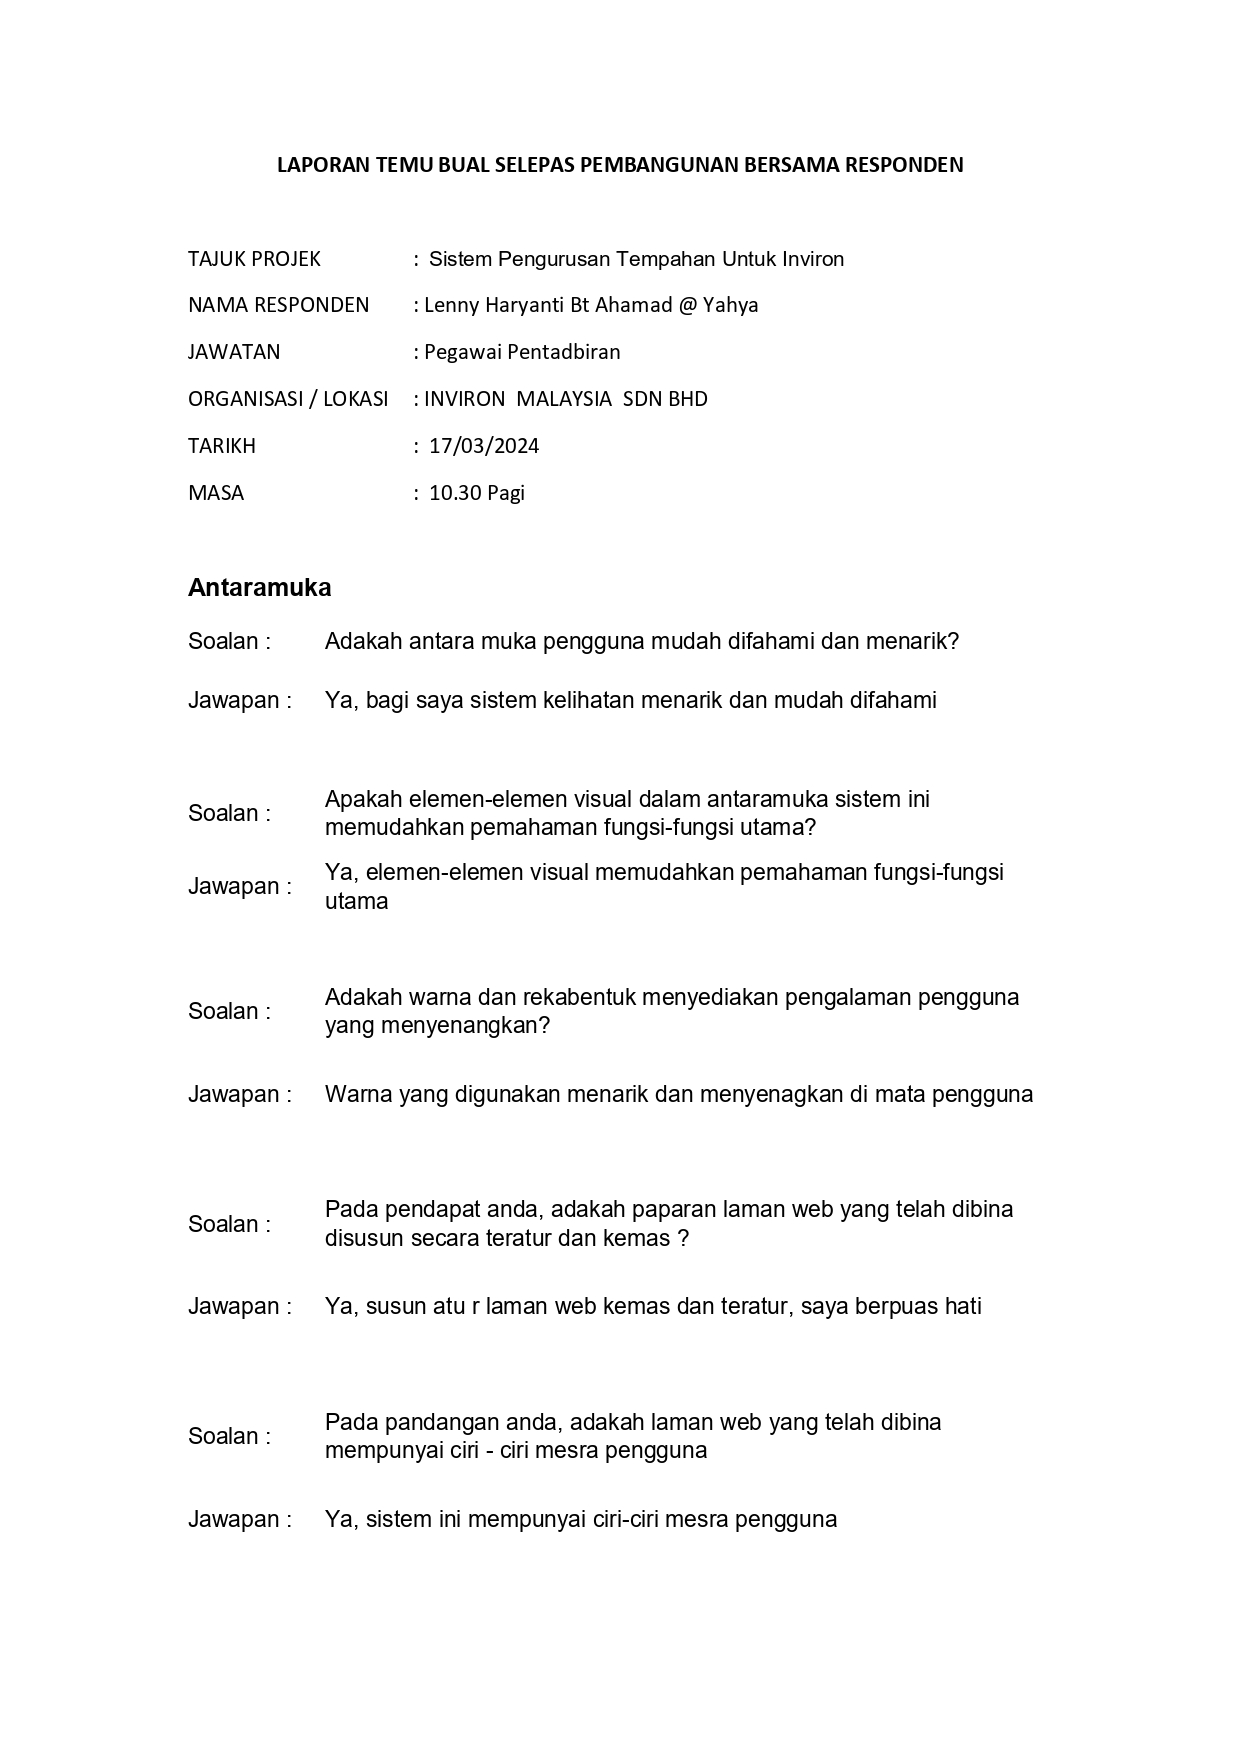 LAPORAN TEMU BUAL SELEPAS PEMBANGUNAN BERSAMA RESPONDEN
TAJUK PROJEK : Sistem Pengurusan Tempahan Untuk Inviron
NAMA RESPONDEN : Lenny Haryanti Bt Ahamad @ Yahya
JAWATAN : Pegawai Pentadbiran
ORGANISASI / LOKASI : INVIRON MALAYSIA SDN BHD
TARIKH : 17/03/2024
MASA : 10.30 Pagi
Antaramuka
Soalan : Adakah antara muka pengguna mudah difahami dan menarik?
Jawapan : Ya, bagi saya sistem kelihatan menarik dan mudah difahami
Soalan : Apakah elemen-elemen visual dalam antaramuka sistem ini
memudahkan pemahaman fungsi-fungsi utama?
Jawapan : Ya, elemen-elemen visual memudahkan pemahaman fungsi-fungsi
utama
Soalan : Adakah warna dan rekabentuk menyediakan pengalaman pengguna
yang menyenangkan?
Jawapan : Warna yang digunakan menarik dan menyenagkan di mata pengguna
Soalan : Pada pendapat anda, adakah paparan laman web yang telah dibina
disusun secara teratur dan kemas ?
Jawapan : Ya, susun atu r laman web kemas dan teratur, saya berpuas hati
Soalan : Pada pandangan anda, adakah laman web yang telah dibina
mempunyai ciri - ciri mesra pengguna
Jawapan : Ya, sistem ini mempunyai ciri-ciri mesra pengguna